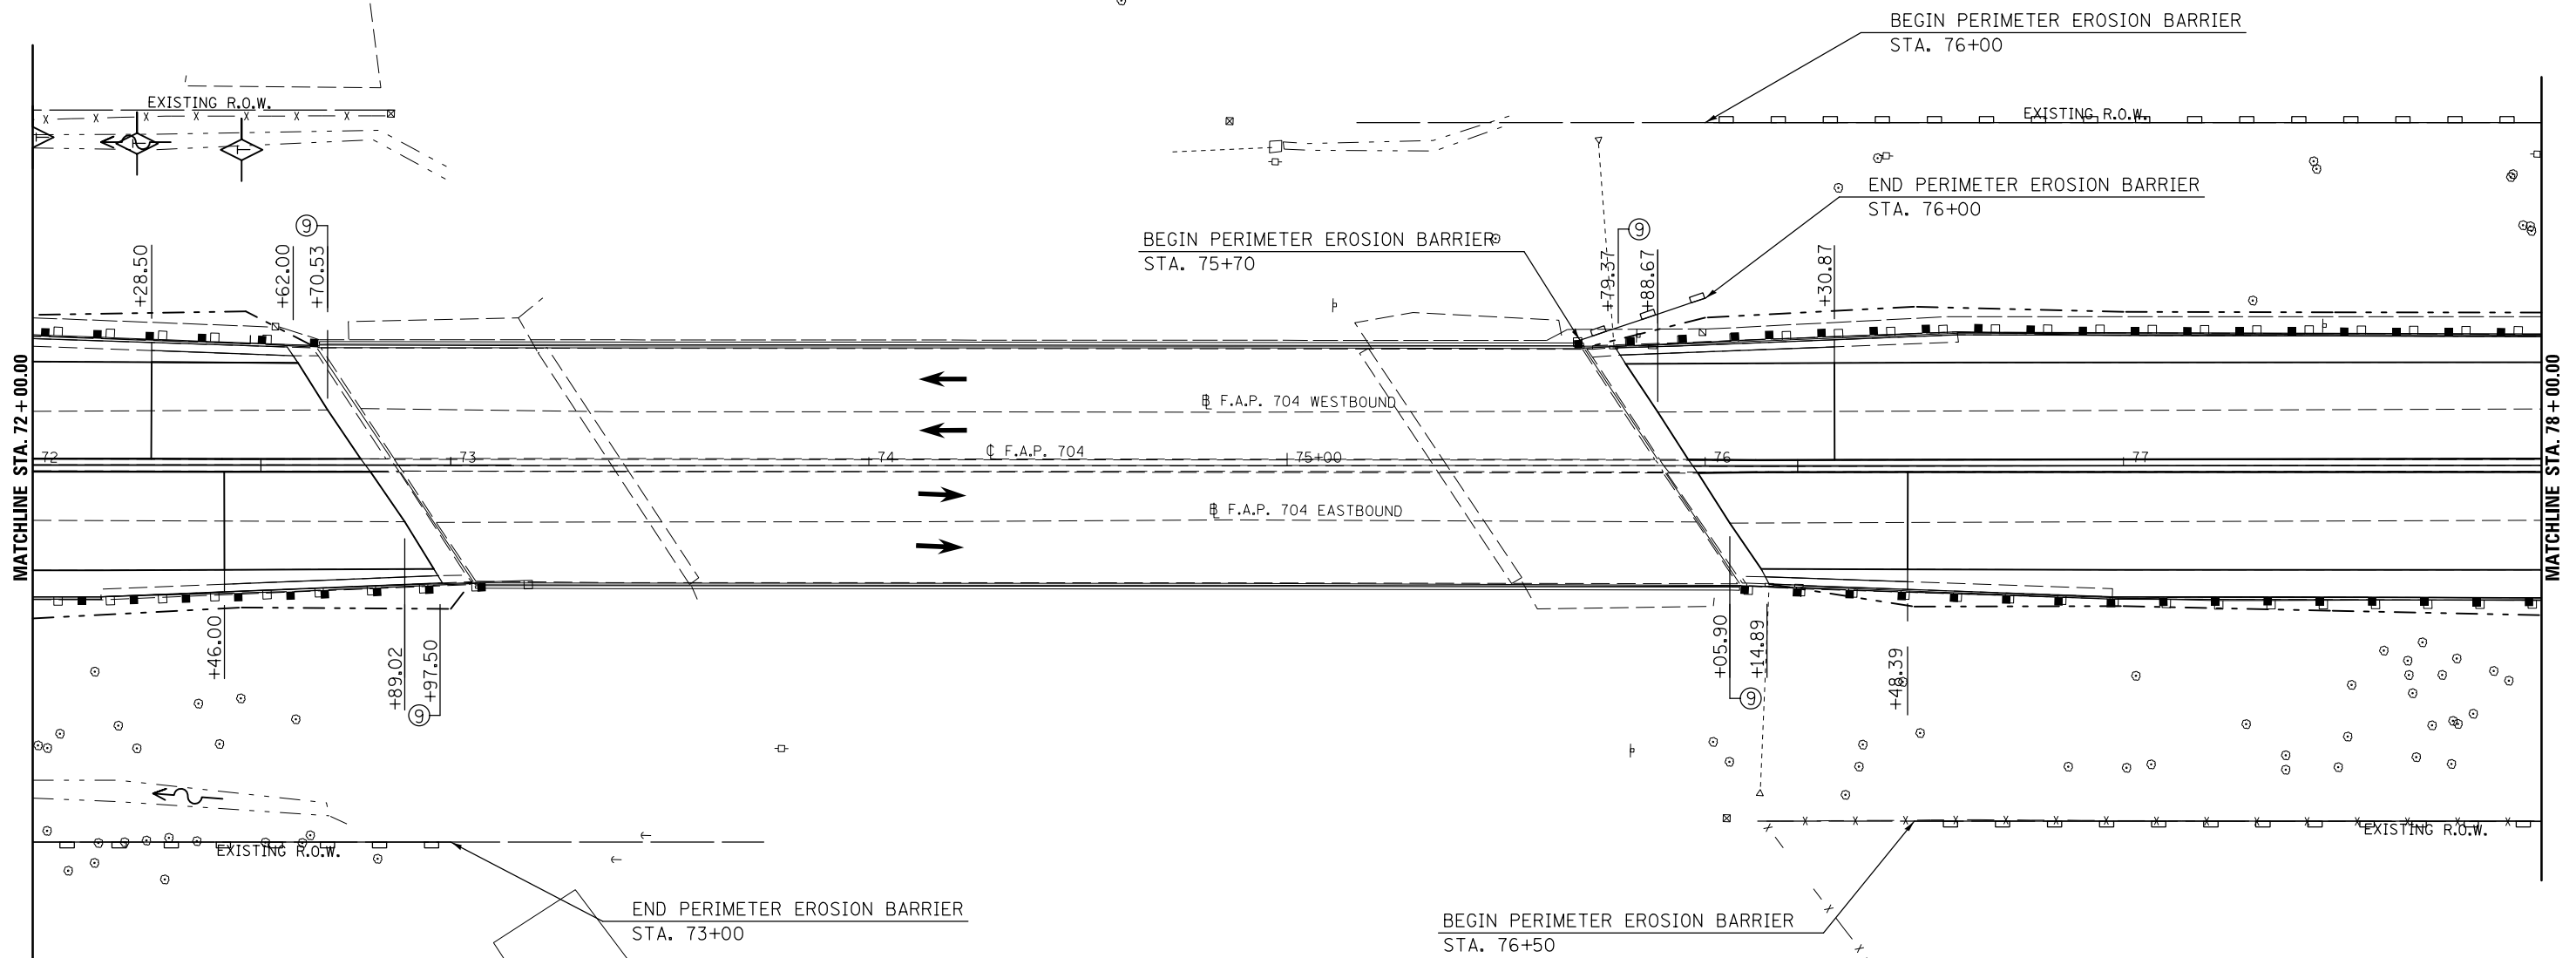 BEGIN PERIMETER EROSION BARRIER
STA. 76+00
EXISTING R.O.W.
EXISTING R.O.W.
END PERIMETER EROSION BARRIER
STA. 76+00
BEGIN PERIMETER EROSION BARRIER
STA. 75+70
9
9
+28.50
+62.00
+70.53
+79.37
+88.67
+30.87
MATCHLINE STA. 72+00.00
MATCHLINE STA. 78+00.00
B F.A.P. 704 WESTBOUND
C F.A.P. 704
72
73
74
75+00
76
77
B F.A.P. 704 EASTBOUND
+46.00
+89.02
+97.50
+05.90
+14.89
+48.39
9
9
EXISTING R.O.W.
EXISTING R.O.W.
END PERIMETER EROSION BARRIER
STA. 73+00
BEGIN PERIMETER EROSION BARRIER
STA. 76+50